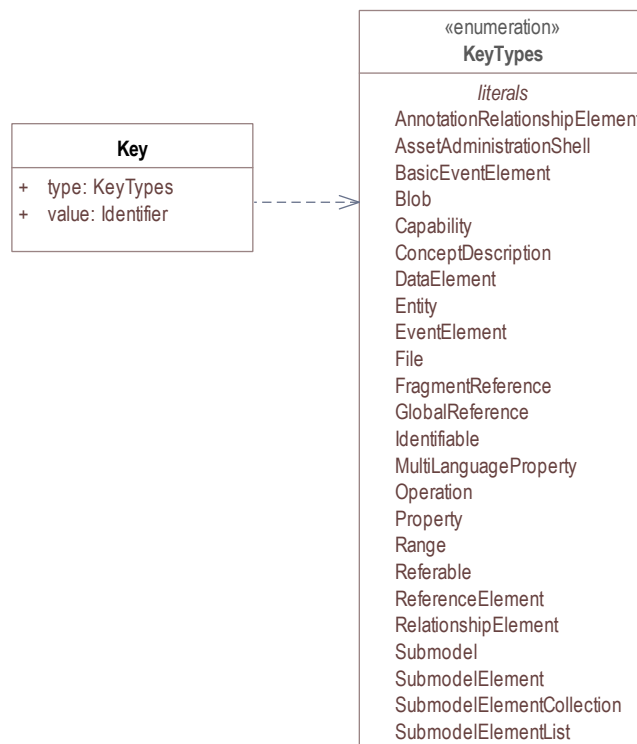 «enumeration»
KeyTypes
literals
AnnotationRelationshipElement
AssetAdministrationShell
BasicEventElement
Blob
Capability
ConceptDescription
DataElement
Entity
EventElement
File
FragmentReference
GlobalReference
Identifiable
MultiLanguageProperty
Operation
Property
Range
Referable
ReferenceElement
RelationshipElement
Submodel
SubmodelElement
SubmodelElementCollection
SubmodelElementList
Key
+ type: KeyTypes
+ value: Identifier